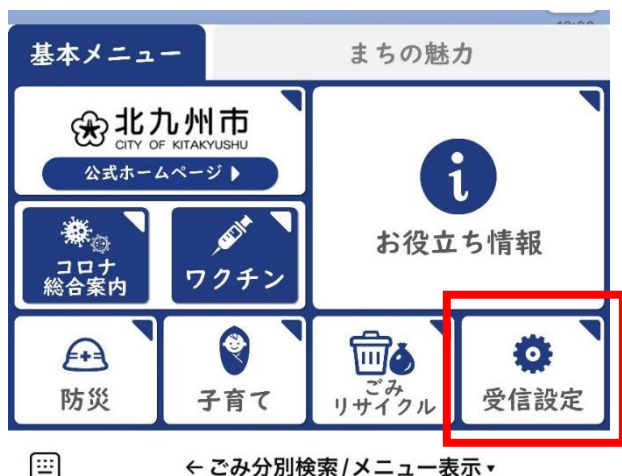 基本メニュー
まちの魅力
北九州市
CITY OF KITAKYUSHU
公式ホームページ
お役立ち情報
コロナ
総合案内
ワクチン
防災
子育て
ごみ
リサイクル
受信設定
←ごみ分別検索/メニュー表示▾